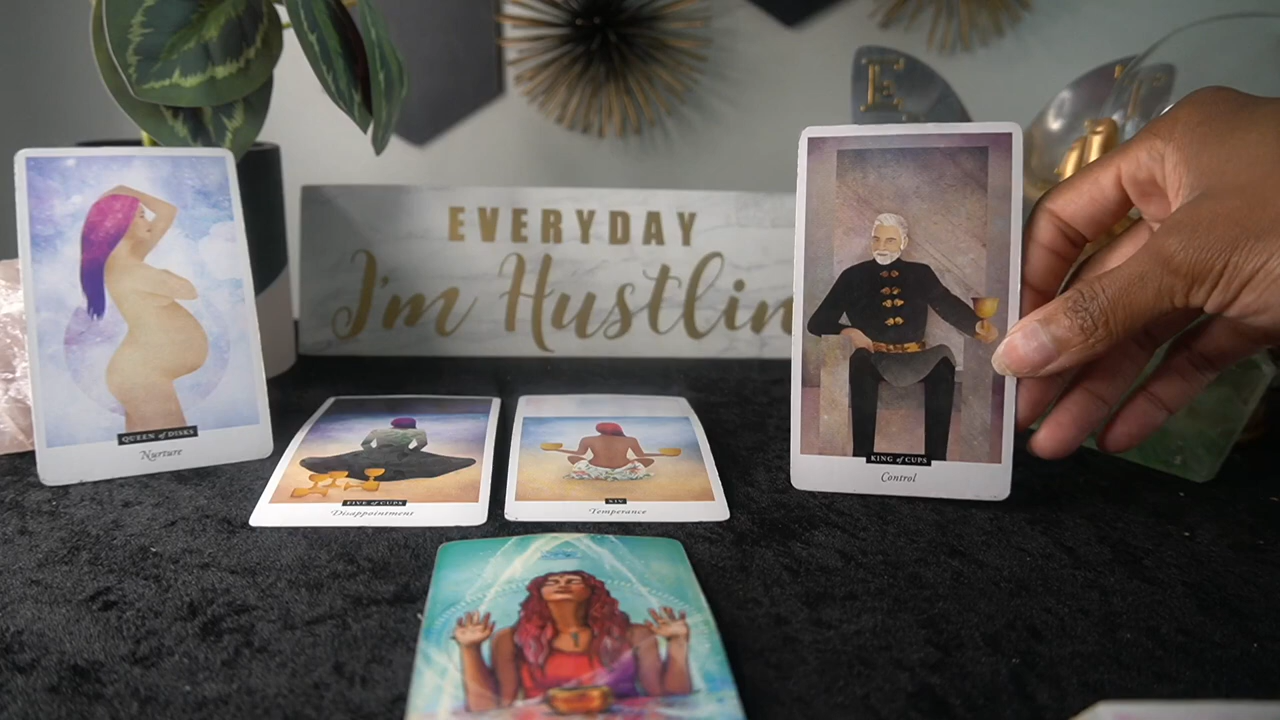 E
EVERYDAY
I'm Hustlin
QUEEN of DISKS
Nurture
FIVE of CUPS
Disappointment
XIV
Temperance
KING of CUPS
Control